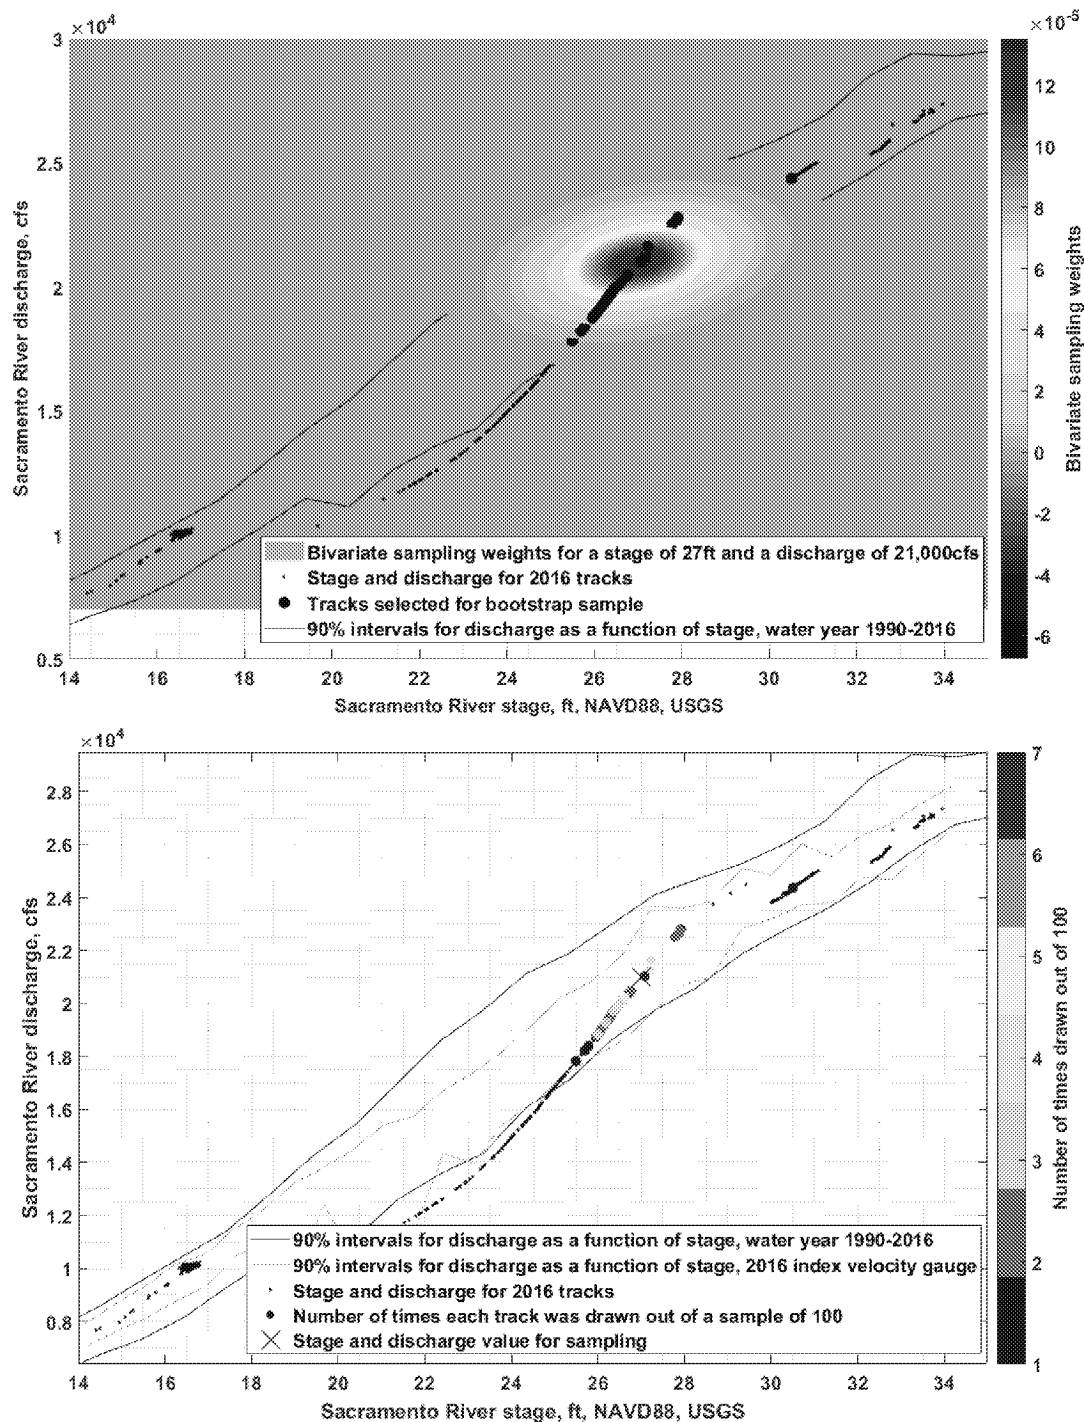 ×10⁴
×10⁻⁵
3
2.5
2
1.5
1
0.5
Sacramento River discharge, cfs
12
10
8
6
4
2
0
-2
-4
-6
Bivariate sampling weights
Bivariate sampling weights for a stage of 27ft and a discharge of 21,000cfs
Stage and discharge for 2016 tracks
Tracks selected for bootstrap sample
90% intervals for discharge as a function of stage, water year 1990-2016
14 16 18 20 22 24 26 28 30 32 34
Sacramento River stage, ft, NAVD88, USGS
×10⁴
2.8
2.6
2.4
2.2
2
1.8
1.6
1.4
1.2
1
0.8
Sacramento River discharge, cfs
7
6
5
4
3
2
1
Number of times drawn out of 100
90% intervals for discharge as a function of stage, water year 1990-2016
90% intervals for discharge as a function of stage, 2016 index velocity gauge
Stage and discharge for 2016 tracks
Number of times each track was drawn out of a sample of 100
Stage and discharge value for sampling
14 16 18 20 22 24 26 28 30 32 34
Sacramento River stage, ft, NAVD88, USGS